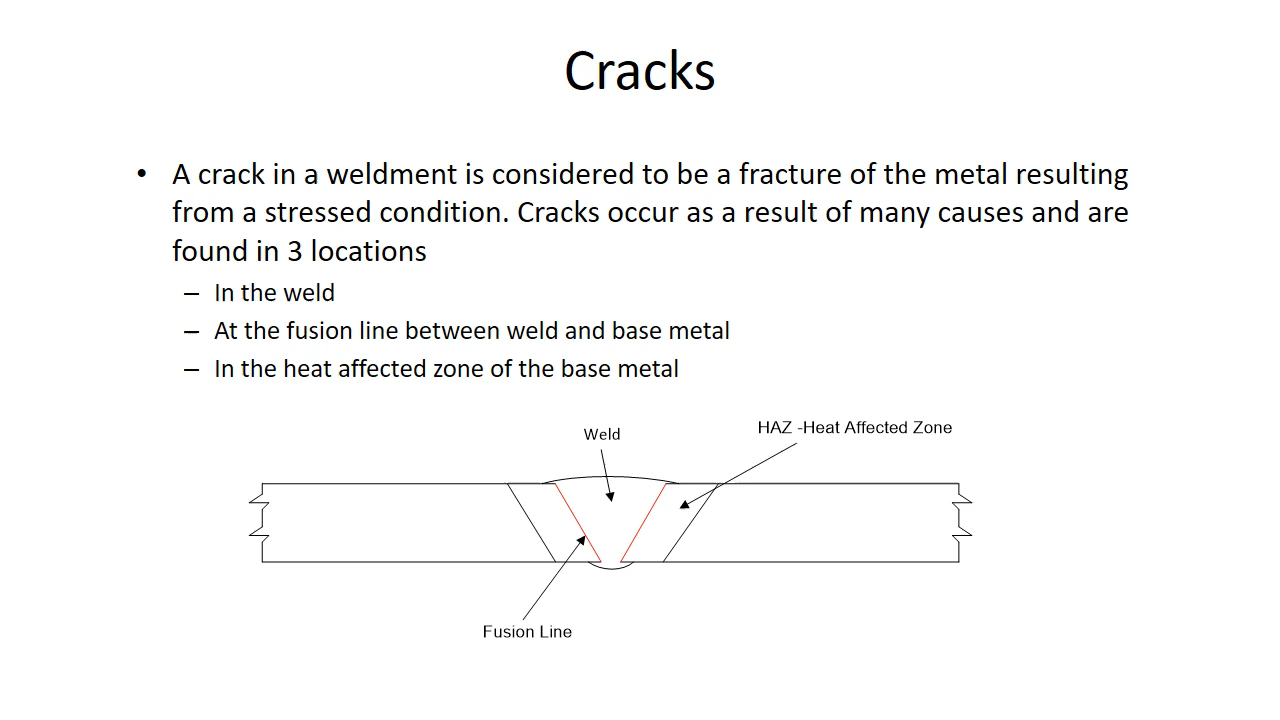 Cracks
• A crack in a weldment is considered to be a fracture of the metal resulting
from a stressed condition. Cracks occur as a result of many causes and are
found in 3 locations
– In the weld
– At the fusion line between weld and base metal
– In the heat affected zone of the base metal
HAZ -Heat Affected Zone
Weld
Fusion Line